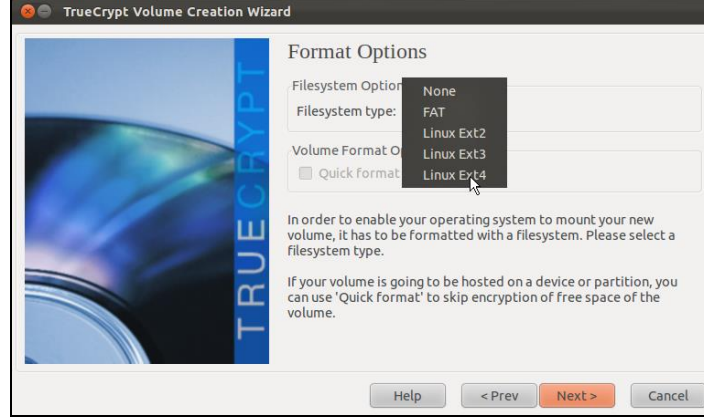 TrueCrypt Volume Creation Wizard
TRUECRYPT
Format Options
Filesystem Option
Filesystem type:
None
FAT
Linux Ext2
Linux Ext3
Linux Ext4
Volume Format O
Quick format
In order to enable your operating system to mount your new
volume, it has to be formatted with a filesystem. Please select a
filesystem type.
If your volume is going to be hosted on a device or partition, you
can use 'Quick format' to skip encryption of free space of the
volume.
Help
< Prev
Next >
Cancel